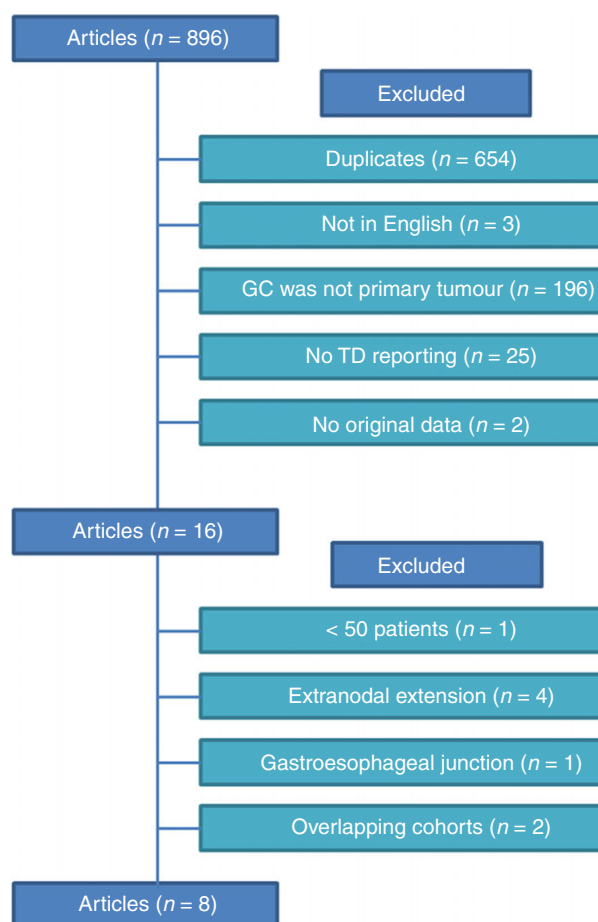 Articles (n = 896)
Excluded
Duplicates (n = 654)
Not in English (n = 3)
GC was not primary tumour (n = 196)
No TD reporting (n = 25)
No original data (n = 2)
Articles (n = 16)
Excluded
< 50 patients (n = 1)
Extranodal extension (n = 4)
Gastroesophageal junction (n = 1)
Overlapping cohorts (n = 2)
Articles (n = 8)